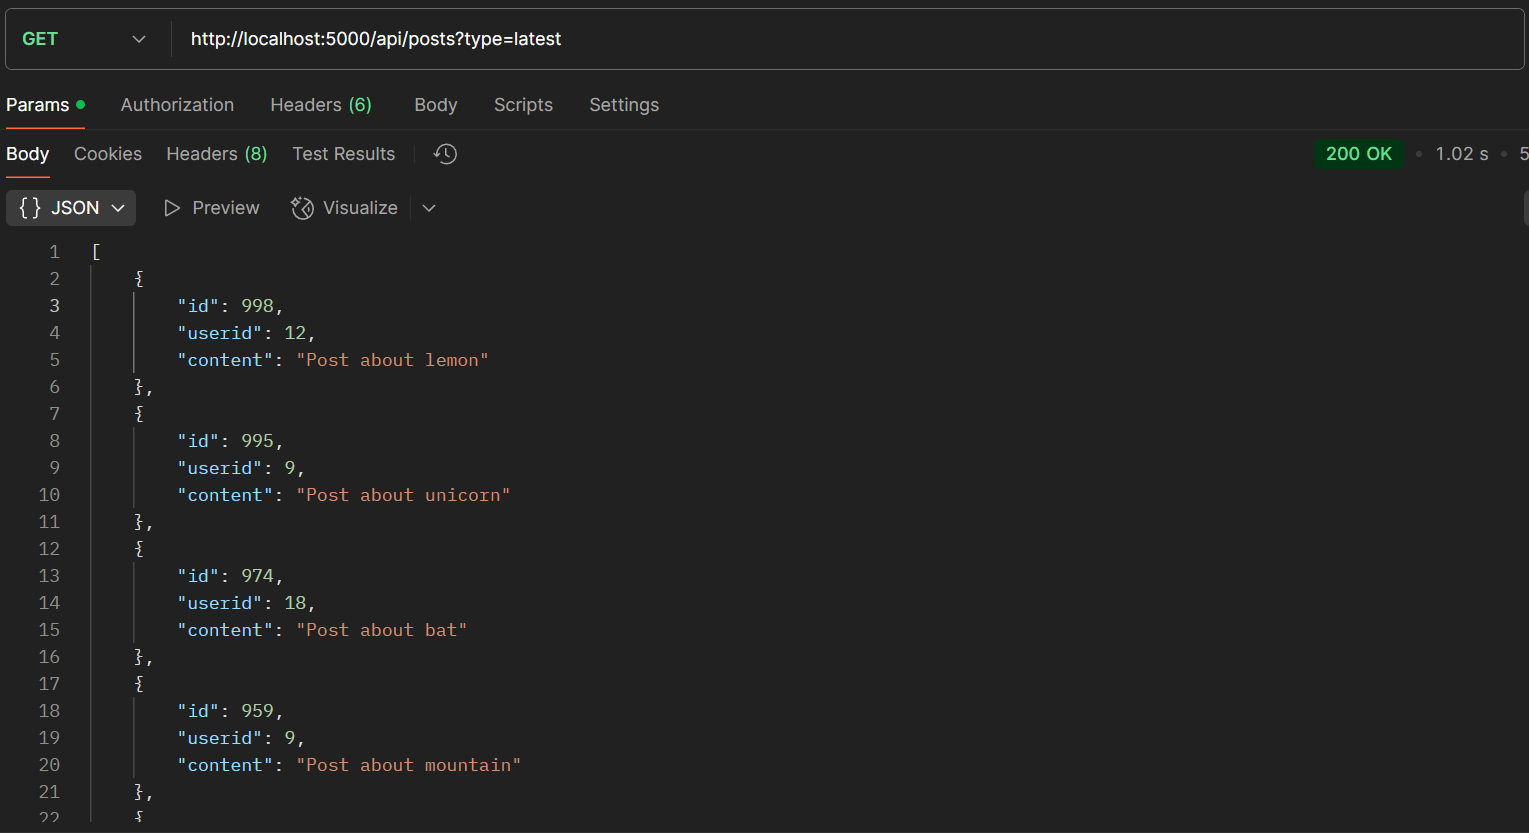 GET http://localhost:5000/api/posts?type=latest
Params Authorization Headers (6) Body Scripts Settings
Body Cookies Headers (8) Test Results 200 OK • 1.02 s • 5
{} JSON Preview Visualize
1 [
2 {
3 "id": 998,
4 "userid": 12,
5 "content": "Post about lemon"
6 },
7 {
8 "id": 995,
9 "userid": 9,
10 "content": "Post about unicorn"
11 },
12 {
13 "id": 974,
14 "userid": 18,
15 "content": "Post about bat"
16 },
17 {
18 "id": 959,
19 "userid": 9,
20 "content": "Post about mountain"
21 },
22 {